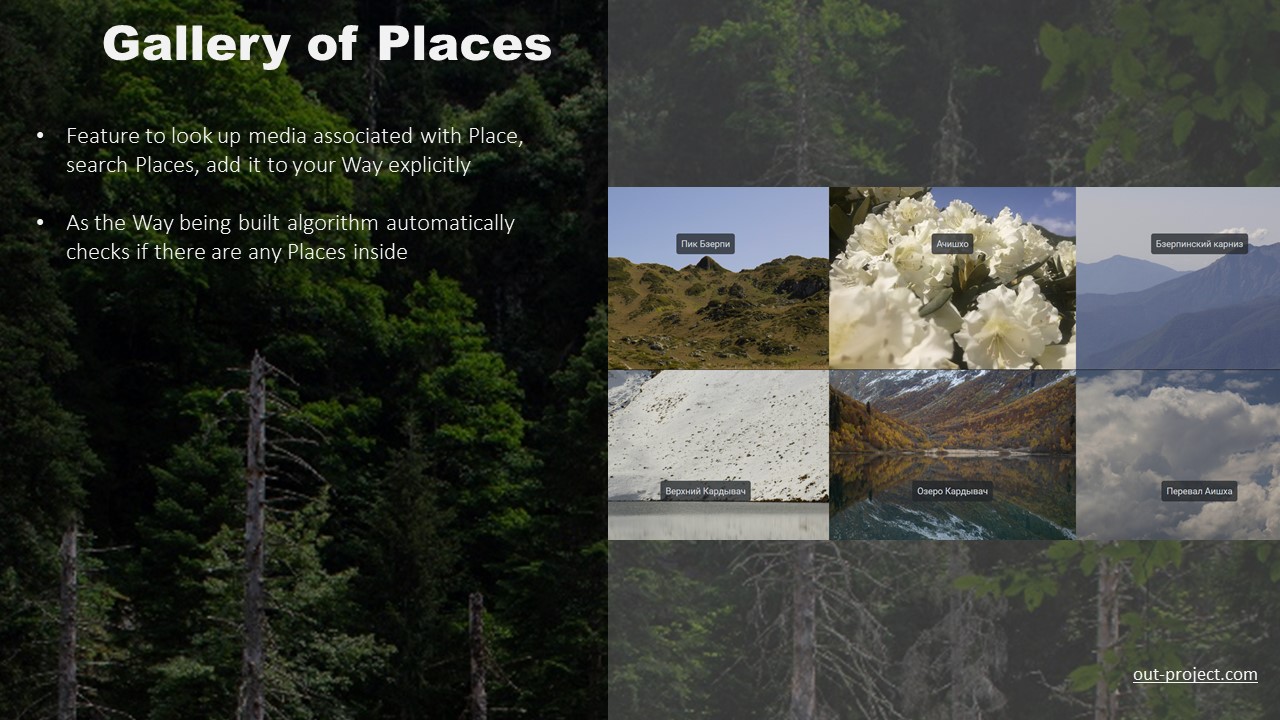 Gallery of Places
• Feature to look up media associated with Place,
search Places, add it to your Way explicitly
• As the Way being built algorithm automatically
checks if there are any Places inside
Пик Бзерпи
Ачишхо
Бзерпинский карниз
Верхний Кардывач
Озеро Кардывач
Перевал Аишха
out-project.com